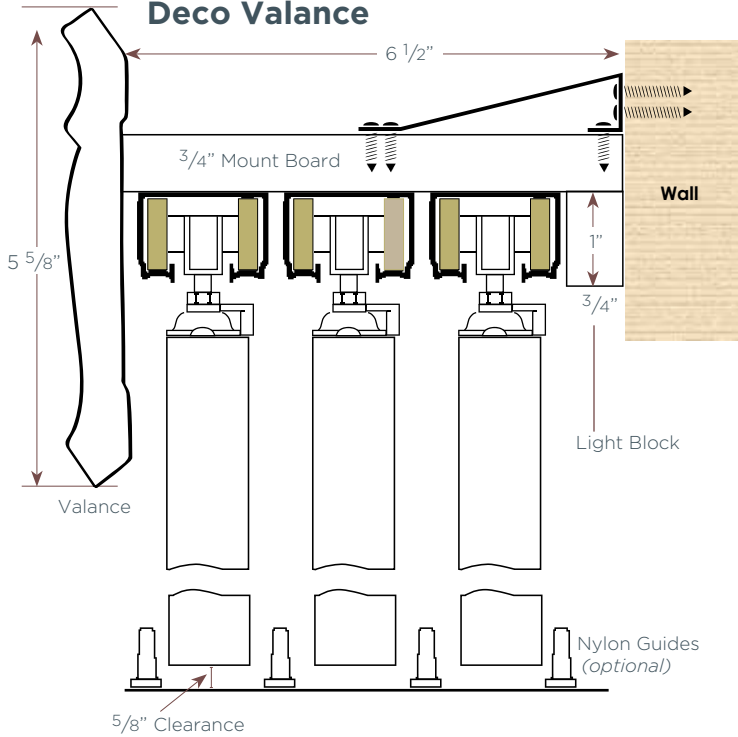 Deco Valance
6 1/2”
3/4” Mount Board
Wall
1”
5 5/8”
3/4”
Light Block
Valance
Nylon Guides
(optional)
5/8” Clearance